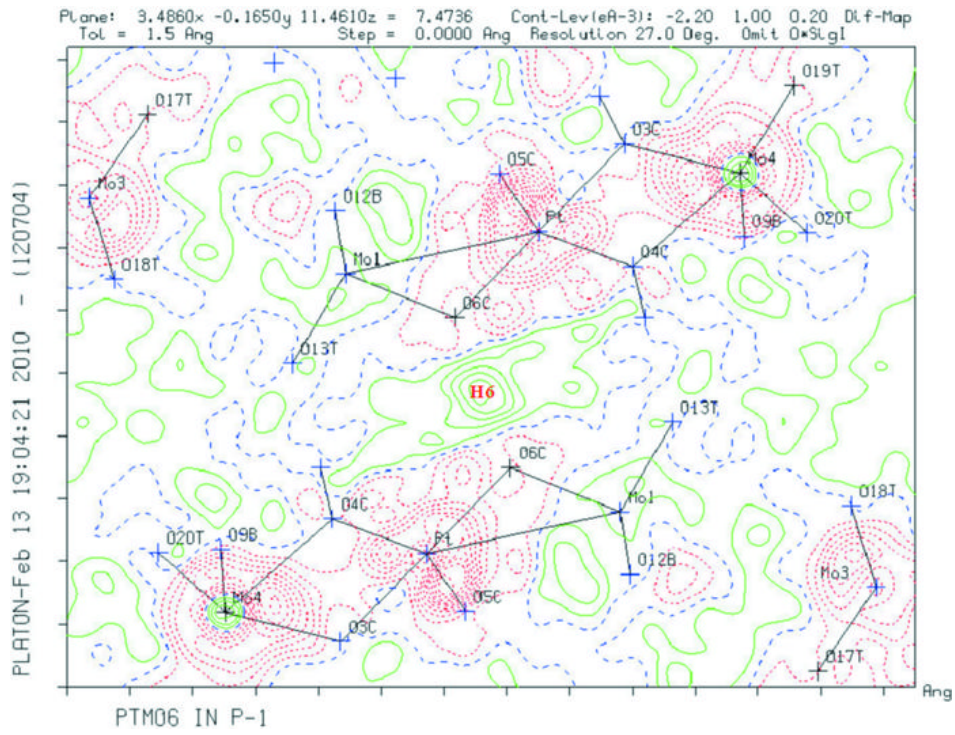 Plane: 3.4860x -0.1650y 11.4610z = 7.4736 Cont-Lev(eA-3): -2.20 1.00 0.20 Dif-Map
Tol = 1.5 Ang Step = 0.0000 Ang Resolution 27.0 Deg. Omit 0*SigI
O19T
O17T
O3C
Mo4
O5C
Mo3
O12B
Pt
O9B
O20T
O4C
O18T
Mo1
O6C
O13T
H6
O13T
O6C
O18T
O4C
Mo1
O20T
O9B
Pt
O12B
Mo3
Mo4
O5C
O3C
O17T
Ang
PLATON-Feb 13 19:04:21 2010 - (120704)
PTMO6 IN P-1